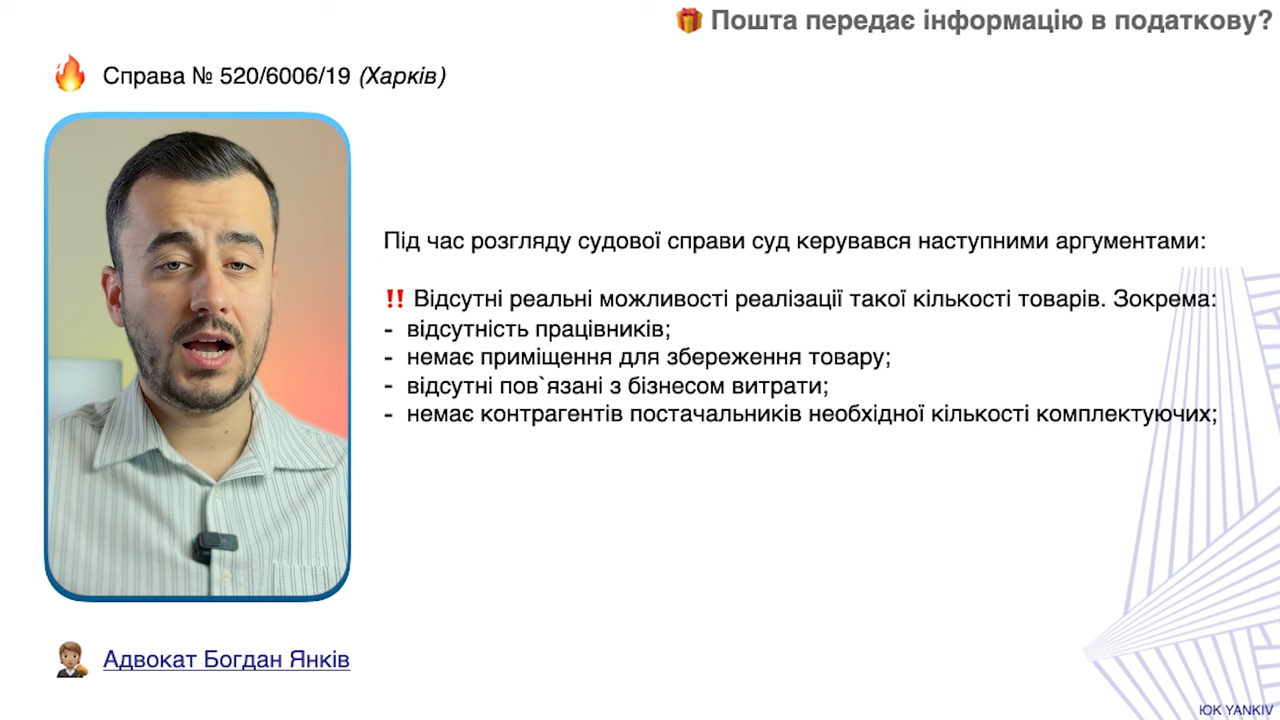 🎁 Пошта передає інформацію в податкову?
🔥 Справа № 520/6006/19 (Харків)
Під час розгляду судової справи суд керувався наступними аргументами:
‼️ Відсутні реальні можливості реалізації такої кількості товарів. Зокрема:
- відсутність працівників;
- немає приміщення для збереження товару;
- відсутні пов`язані з бізнесом витрати;
- немає контрагентів постачальників необхідної кількості комплектуючих;
Адвокат Богдан Янків
ЮК YANKIV